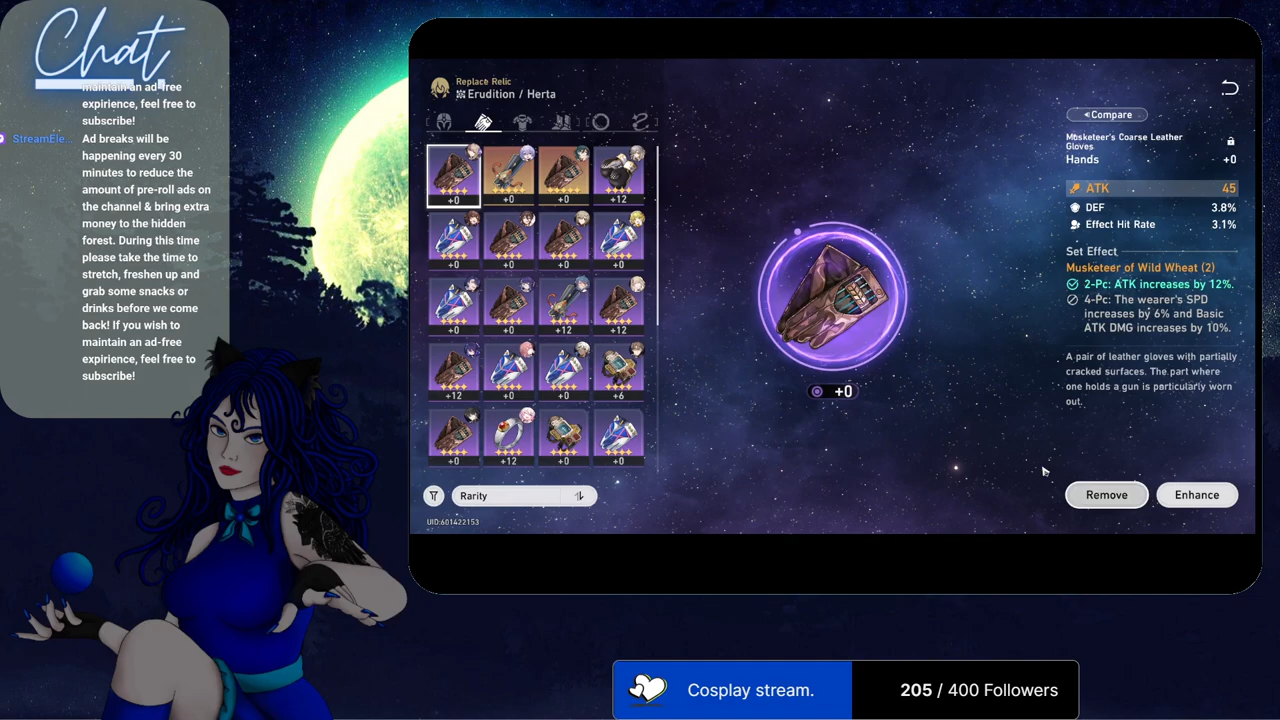 Chat
maintain an ad-free
expirience, feel free to
subscribe!
StreamEle... Ad breaks will be
happening every 30
minutes to reduce the
amount of pre-roll ads on
the channel & bring extra
money to the hidden
forest. During this time
please take the time to
stretch, freshen up and
grab some snacks or
drinks before we come
back! If you wish to
maintain an ad-free
expirience, feel free to
subscribe!
Replace Relic
Erudition / Herta
+0 +0 +0 +12
+0 +0 +0 +0
+0 +0 +12 +12
+12 +0 +0 +6
+0 +12 +0 +0
Rarity
UID:601422153
+0
Compare
Musketeer's Coarse Leather
Gloves
Hands +0
ATK 45
DEF 3.8%
Effect Hit Rate 3.1%
Set Effect
Musketeer of Wild Wheat (2)
2-Pc: ATK increases by 12%.
4-Pc: The wearer's SPD
increases by 6% and Basic
ATK DMG increases by 10%.
A pair of leather gloves with partially
cracked surfaces. The part where
one holds a gun is particularly worn
out.
Remove Enhance
Cosplay stream. 205 / 400 Followers